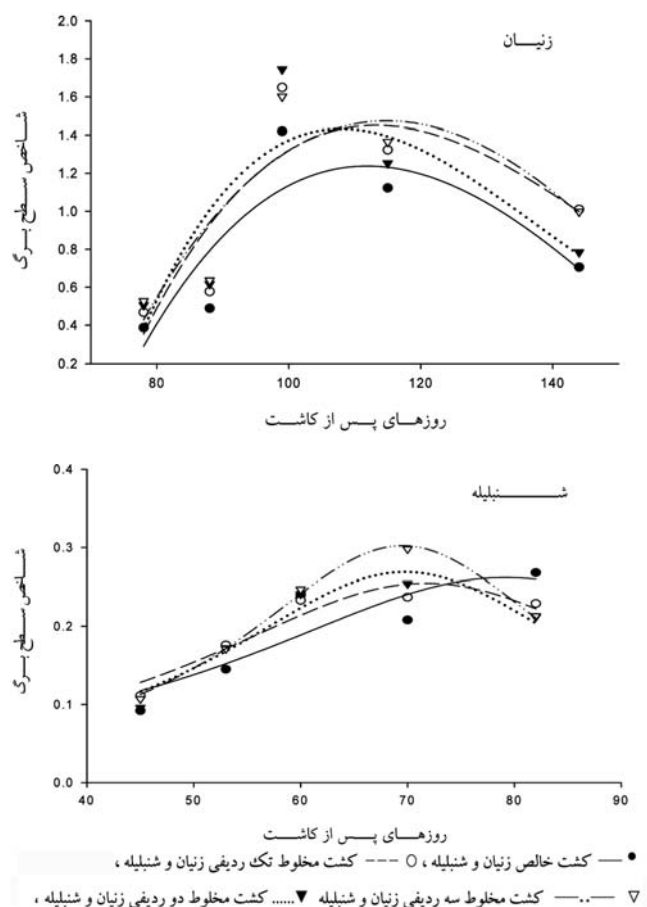 زنیان
2.0
1.8
1.6
1.4
1.2
1.0
0.8
0.6
0.4
0.2
شاخص سطح برگ
80 100 120 140
روزهای پس از کاشت
شنبلیله
0.4
0.3
0.2
0.1
0.0
شاخص سطح برگ
40 50 60 70 80 90
روزهای پس از کاشت
کشت خالص زنیان و شنبلیله ، کشت مخلوط تک ردیفی زنیان و شنبلیله ،
کشت مخلوط سه ردیفی زنیان و شنبلیله کشت مخلوط دو ردیفی زنیان و شنبلیله ،